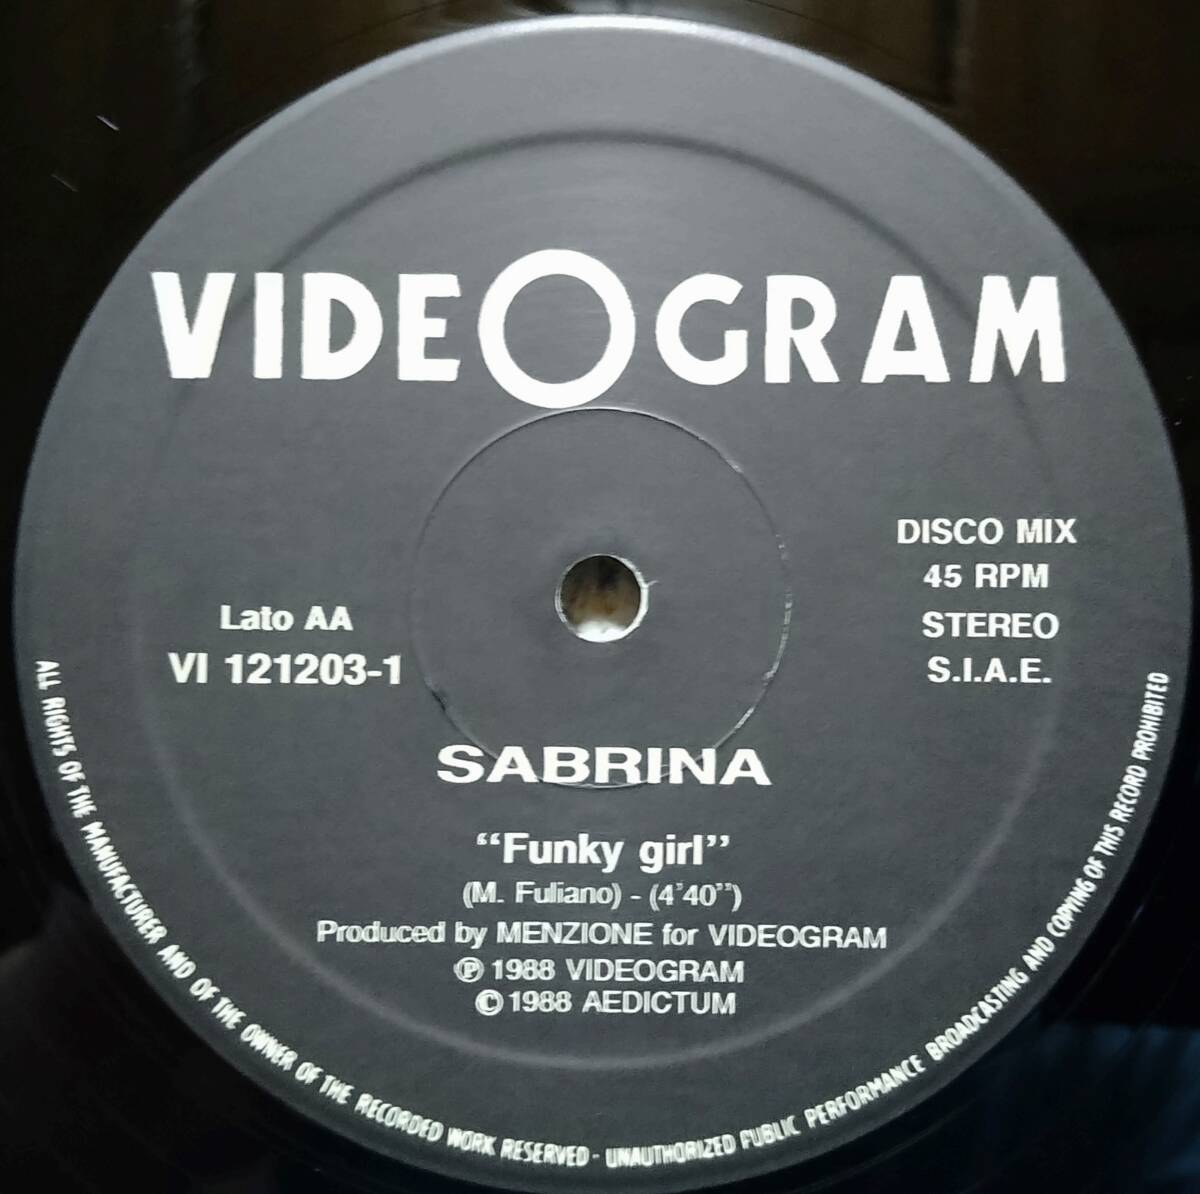 VIDEOGRAM
DISCO MIX
45 RPM
STEREO
S.I.A.E.
Lato AA
VI 121203-1
SABRINA
“Funky girl”
(M. Fuliano) - (4'40”)
Produced by MENZIONE for VIDEOGRAM
℗ 1988 VIDEOGRAM
© 1988 AEDICTUM
ALL RIGHTS OF THE MANUFACTURER AND OF THE OWNER OF THE RECORDED WORK RESERVED - UNAUTHORIZED PUBLIC PERFORMANCE BROADCASTING AND COPYING OF THIS RECORD PROHIBITED